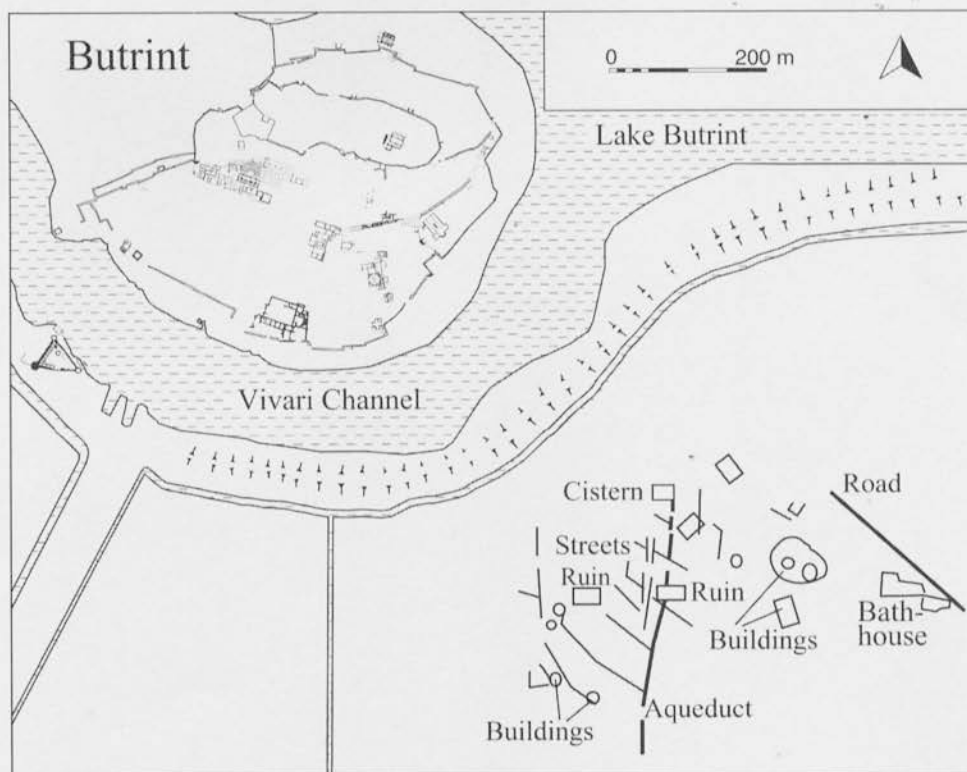 Butrint
0 200 m
Lake Butrint
Vivari Channel
Cistern
Road
Streets
Ruin
Ruin
Bath-
house
Buildings
Aqueduct
Buildings